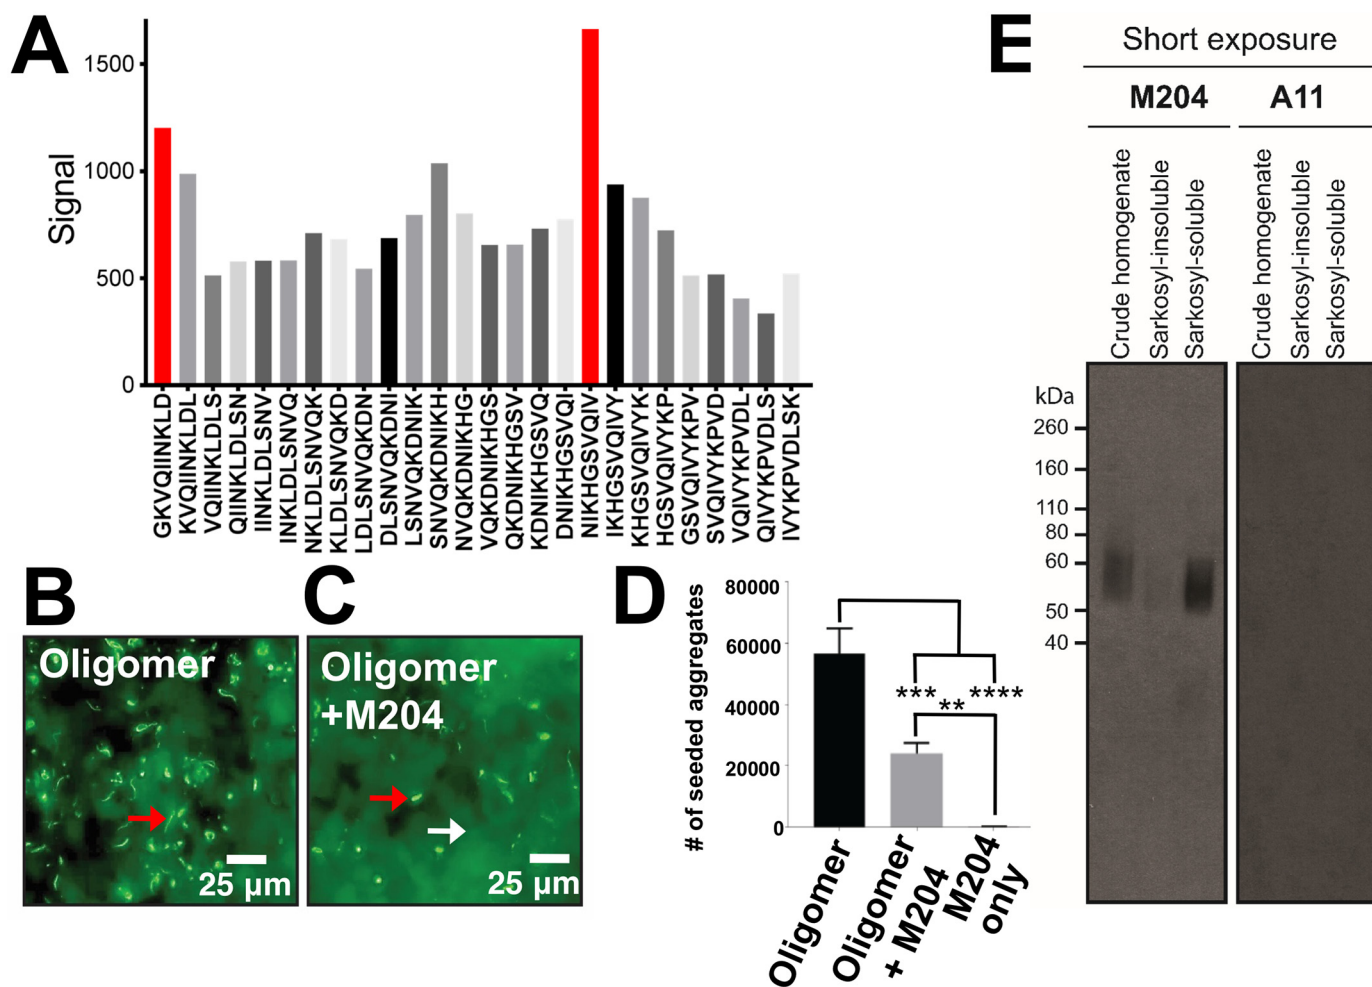 A
Signal
1500
1000
500
0
GKVQIINKLD
KVQIINKLDL
VQIINKLDLS
QIINKLDLSN
IINKLDLSNV
INKLDLSNVQ
NKLDLSNVQK
KLDLSNVQKD
LDLSNVQKDN
DLSNVQKDNI
LSNVQKDNIK
SNVQKDNIKH
NVQKDNIKHG
VQKDNIKHGS
QKDNIKHGSV
KDNIKHGSVQ
DNIKHGSVQI
NIKHGSVQIV
IKHGSVQIVY
KHGSVQIVYK
HGSVQIVYKP
GSVQIVYKPV
SVQIVYKPVD
VQIVYKPVDL
QIVYKPVDLS
IVYKPVDLSK
B
Oligomer
25 µm
C
Oligomer
+M204
25 µm
D
# of seeded aggregates
80000
60000
40000
20000
0
***
****
**
Oligomer
Oligomer
+ M204
M204
only
E
Short exposure
M204
A11
Crude homogenate
Sarkosyl-insoluble
Sarkosyl-soluble
Crude homogenate
Sarkosyl-insoluble
Sarkosyl-soluble
kDa
260
160
110
80
60
50
40